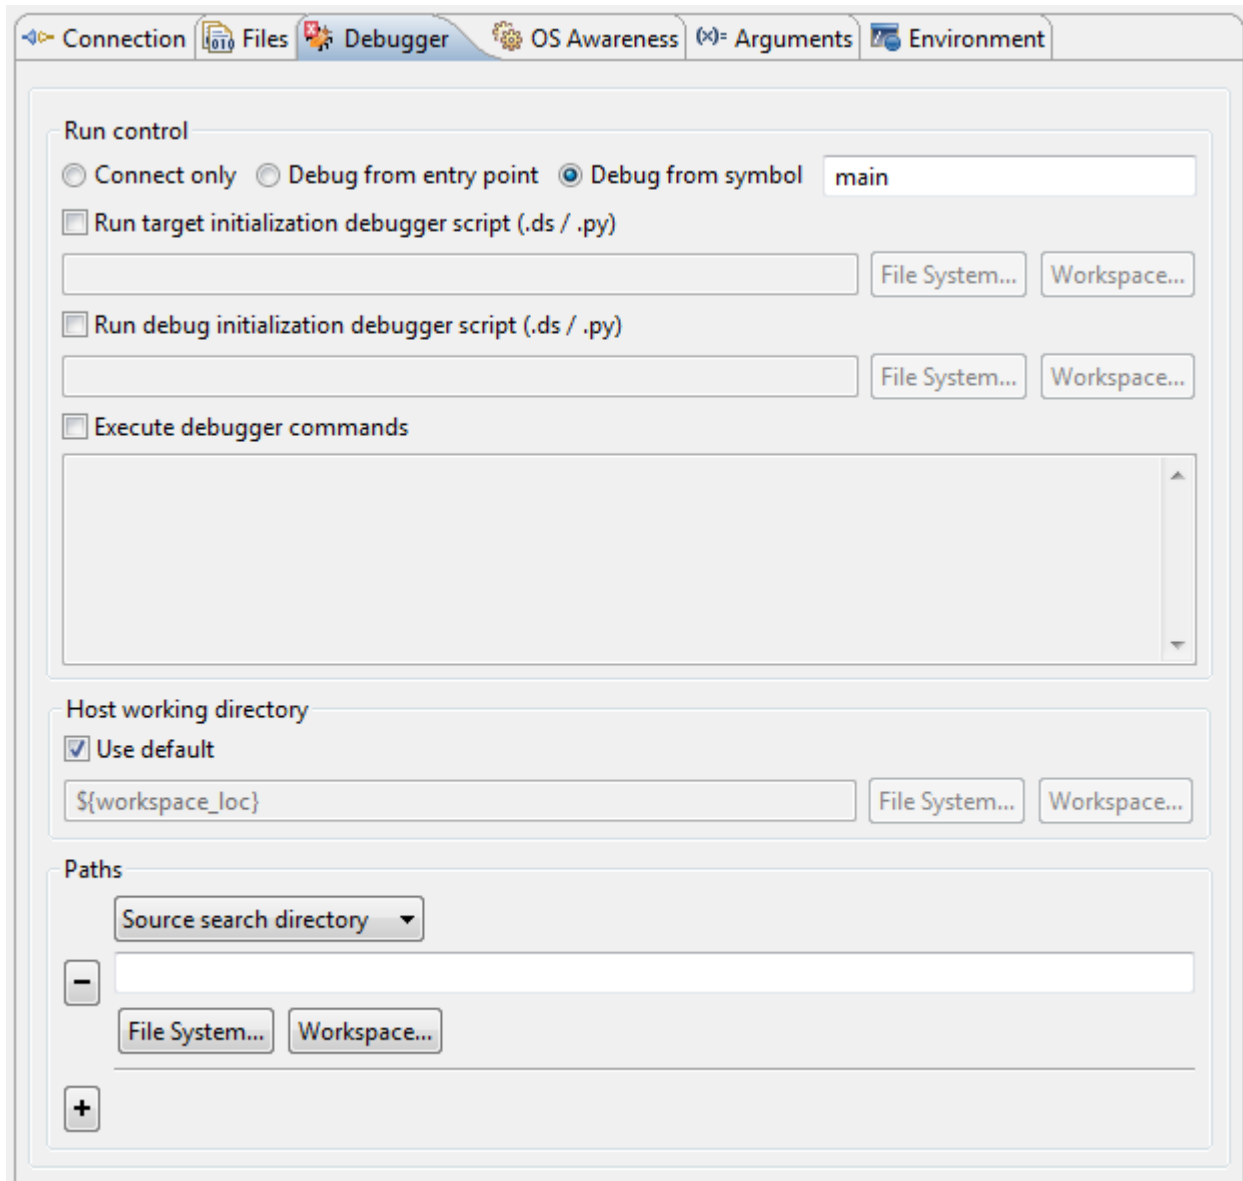 Connection Files Debugger OS Awareness (x)= Arguments Environment
Run control
Connect only Debug from entry point Debug from symbol main
Run target initialization debugger script (.ds / .py)
File System... Workspace...
Run debug initialization debugger script (.ds / .py)
File System... Workspace...
Execute debugger commands
Host working directory
Use default
${workspace_loc} File System... Workspace...
Paths
Source search directory
−
File System... Workspace...
+